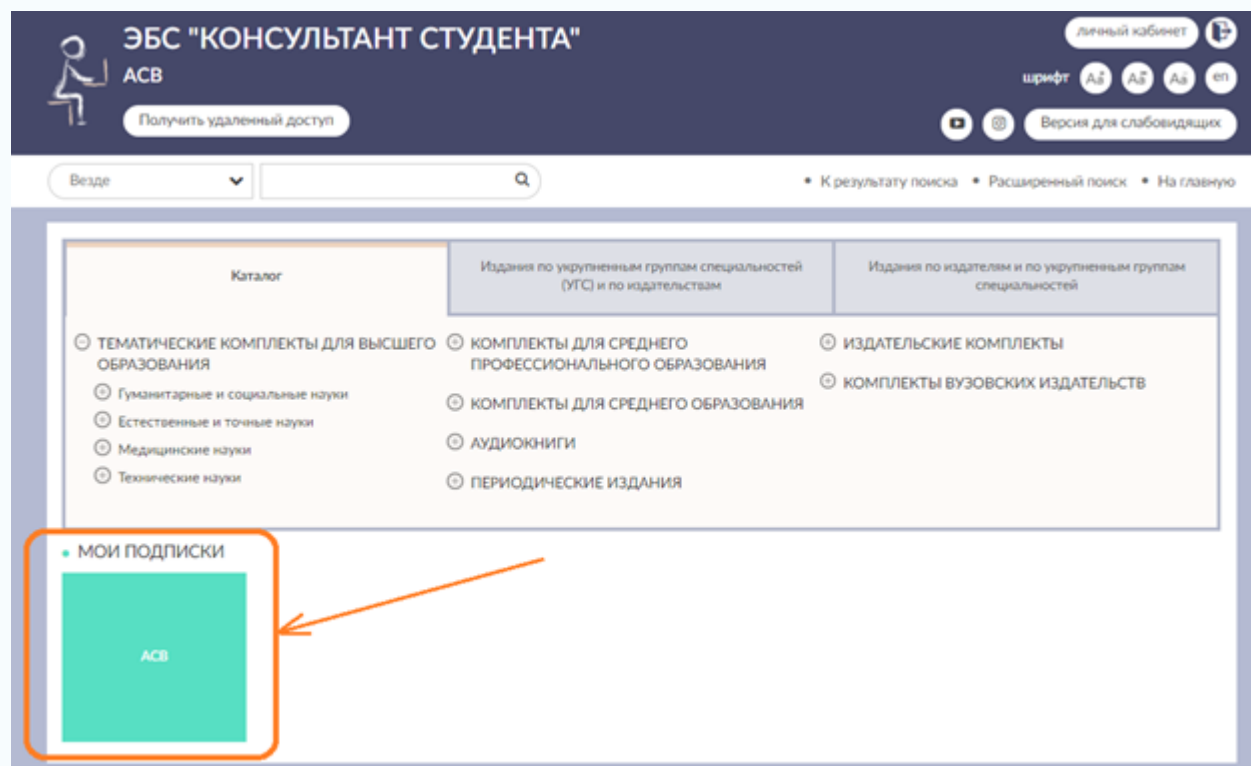 ЭБС "КОНСУЛЬТАНТ СТУДЕНТА"
АСВ
Получить удаленный доступ
личный кабинет
шрифт Aa Aa Aa en
Версия для слабовидящих
Везде
• К результату поиска • Расширенный поиск • На главную
Каталог
Издания по укрупненным группам специальностей
(УГС) и по издательствам
Издания по издателям и по укрупненным группам
специальностей
ТЕМАТИЧЕСКИЕ КОМПЛЕКТЫ ДЛЯ ВЫСШЕГО
ОБРАЗОВАНИЯ
Гуманитарные и социальные науки
Естественные и точные науки
Медицинские науки
Технические науки
КОМПЛЕКТЫ ДЛЯ СРЕДНЕГО
ПРОФЕССИОНАЛЬНОГО ОБРАЗОВАНИЯ
КОМПЛЕКТЫ ДЛЯ СРЕДНЕГО ОБРАЗОВАНИЯ
АУДИОКНИГИ
ПЕРИОДИЧЕСКИЕ ИЗДАНИЯ
ИЗДАТЕЛЬСКИЕ КОМПЛЕКТЫ
КОМПЛЕКТЫ ВУЗОВСКИХ ИЗДАТЕЛЬСТВ
• МОИ ПОДПИСКИ
АСВ